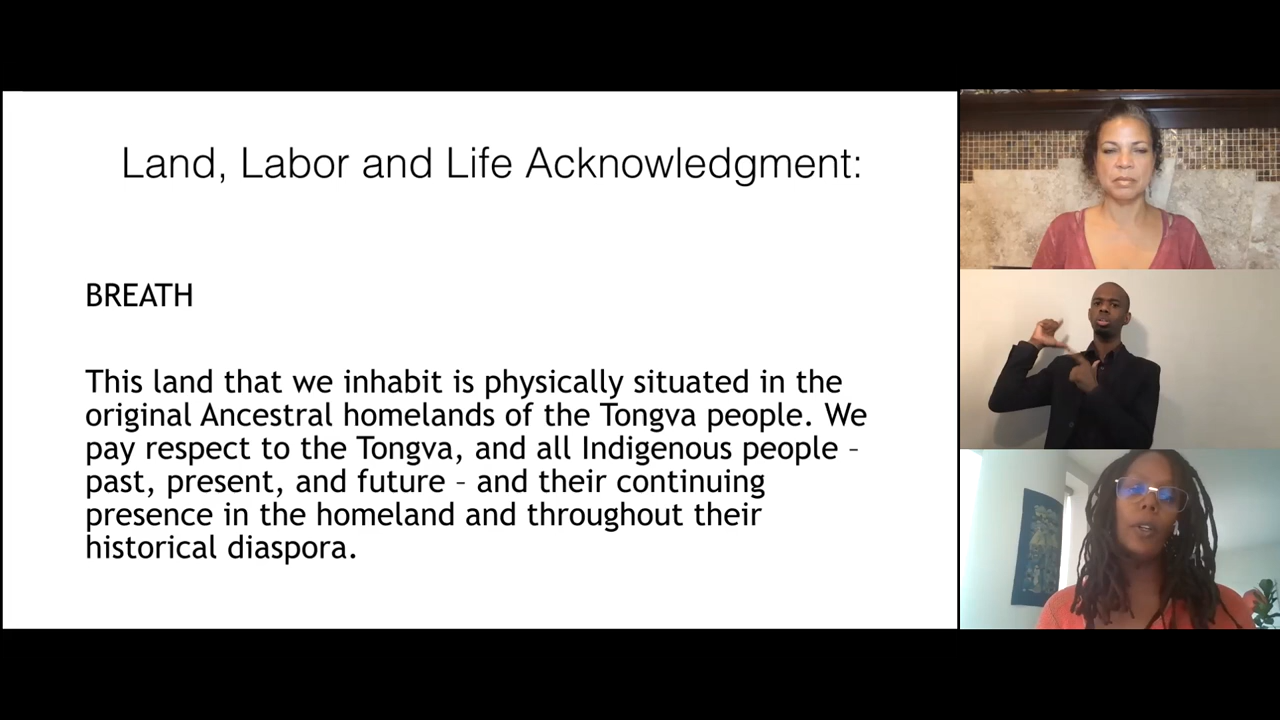 Land, Labor and Life Acknowledgment:
BREATH
This land that we inhabit is physically situated in the
original Ancestral homelands of the Tongva people. We
pay respect to the Tongva, and all Indigenous people –
past, present, and future – and their continuing
presence in the homeland and throughout their
historical diaspora.